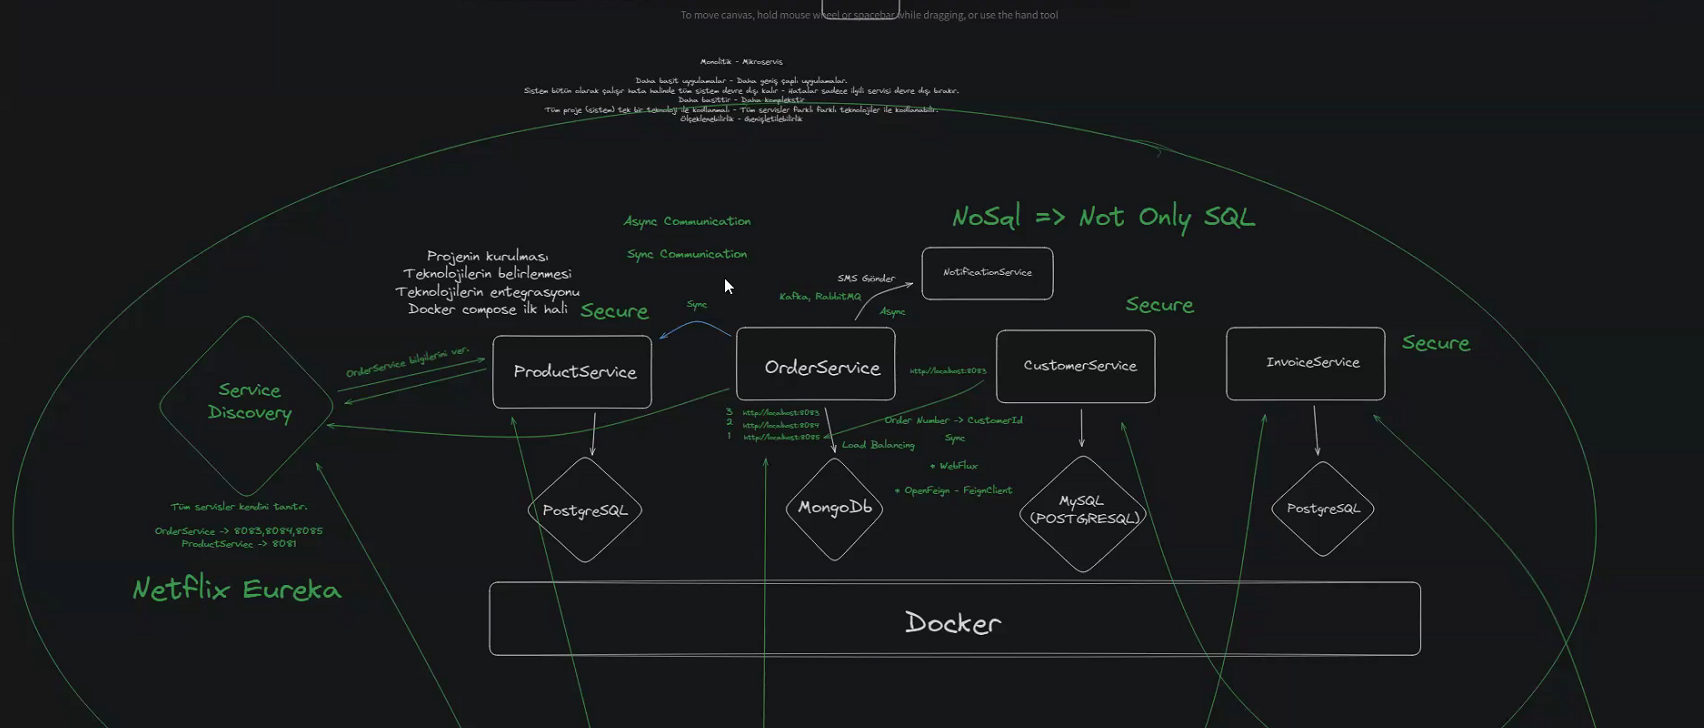 To move canvas, hold mouse wheel or spacebar while dragging, or use the hand tool
Monolitik - Mikroservis
Daha basit uygulamalar - Daha geniş çaplı uygulamalar.
Sistem bütün olarak çalışır hata halinde tüm sistem devre dışı kalır - Hatalar sadece ilgili servisi devre dışı bırakır.
Daha basittir - Daha komplekstir
Tüm proje (sistem) tek bir teknoloji ile kodlanmalı - Tüm servisler farklı farklı teknolojiler ile kodlanabilir.
Ölçeklenebilirlik - Genişletilebilirlik
NoSql => Not Only SQL
Async Communication
Sync Communication
Projenin kurulması
Teknolojilerin belirlenmesi
Teknolojilerin entegrasyonu
Docker compose ilk hali
Secure
Sync
SMS Gönder
Kafka, RabbitMQ
Async
NotificationService
Secure
Secure
Service
Discovery
OrderService bilgilerini ver.
ProductService
OrderService
http://localhost:8083
CustomerService
InvoiceService
3 http://localhost:8083
2 http://localhost:8084
1 http://localhost:8085
Load Balancing
Order Number -> CustomerId
Sync
+ WebFlux
+ OpenFeign - FeignClient
PostgreSQL
MongoDb
MySQL
(POSTGRESQL)
PostgreSQL
Tüm servisler kendini tanıtır.
OrderService -> 8083,8084,8085
ProductServiec -> 8081
Netflix Eureka
Docker